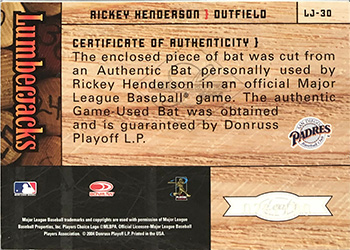 RICKEY HENDERSON } OUTFIELD
LJ-30
Lumberjacks
CERTIFICATE OF AUTHENTICITY }
The enclosed piece of bat was cut from
an Authentic Bat personally used by
Rickey Henderson in an official Major
League Baseball® game. The authentic
Game-Used Bat was obtained
and is guaranteed by Donruss
Playoff L.P.
PADRES
Leaf
Major League Baseball trademarks and copyrights are used with permission of Major League
Baseball Properties, Inc. Players Choice Logo ©MLBPA. Official Licensee-Major League Baseball
Players Association. © 2004 Donruss Playoff L.P. Printed in the USA.